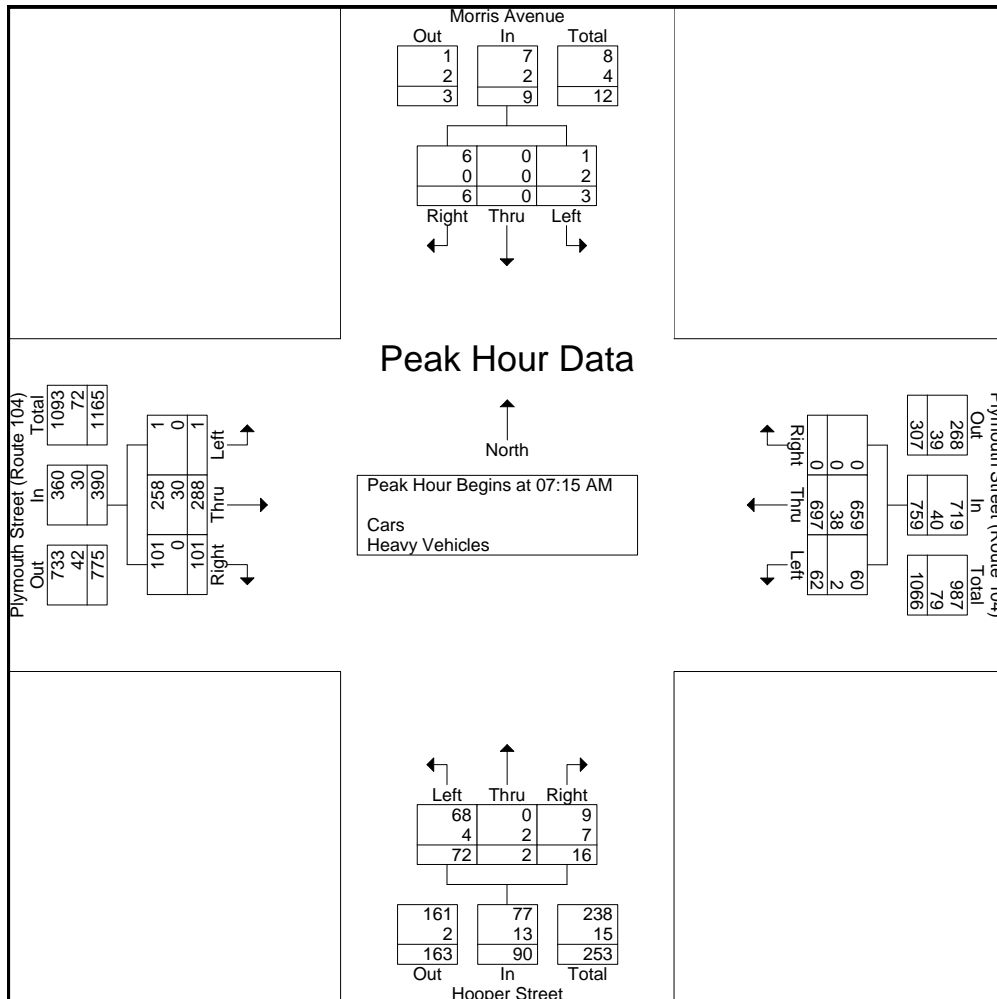 Morris Avenue
Out In Total
1 7 8
2 2 4
3 9 12
6 0 1
0 0 2
6 0 3
Right Thru Left
Peak Hour Data
North
Peak Hour Begins at 07:15 AM
Cars
Heavy Vehicles
Plymouth Street (Route 104)
Out In Total
733 360 1093
42 30 72
775 390 1165
101 258 1
0 30 0
101 288 1
Right Thru Left
Plymouth Street (Route 104)
Out In Total
268 719 987
39 40 79
307 759 1066
0 659 60
0 38 2
0 697 62
Right Thru Left
Left Thru Right
68 0 9
4 2 7
72 2 16
161 77 238
2 13 15
163 90 253
Out In Total
Hooper Street